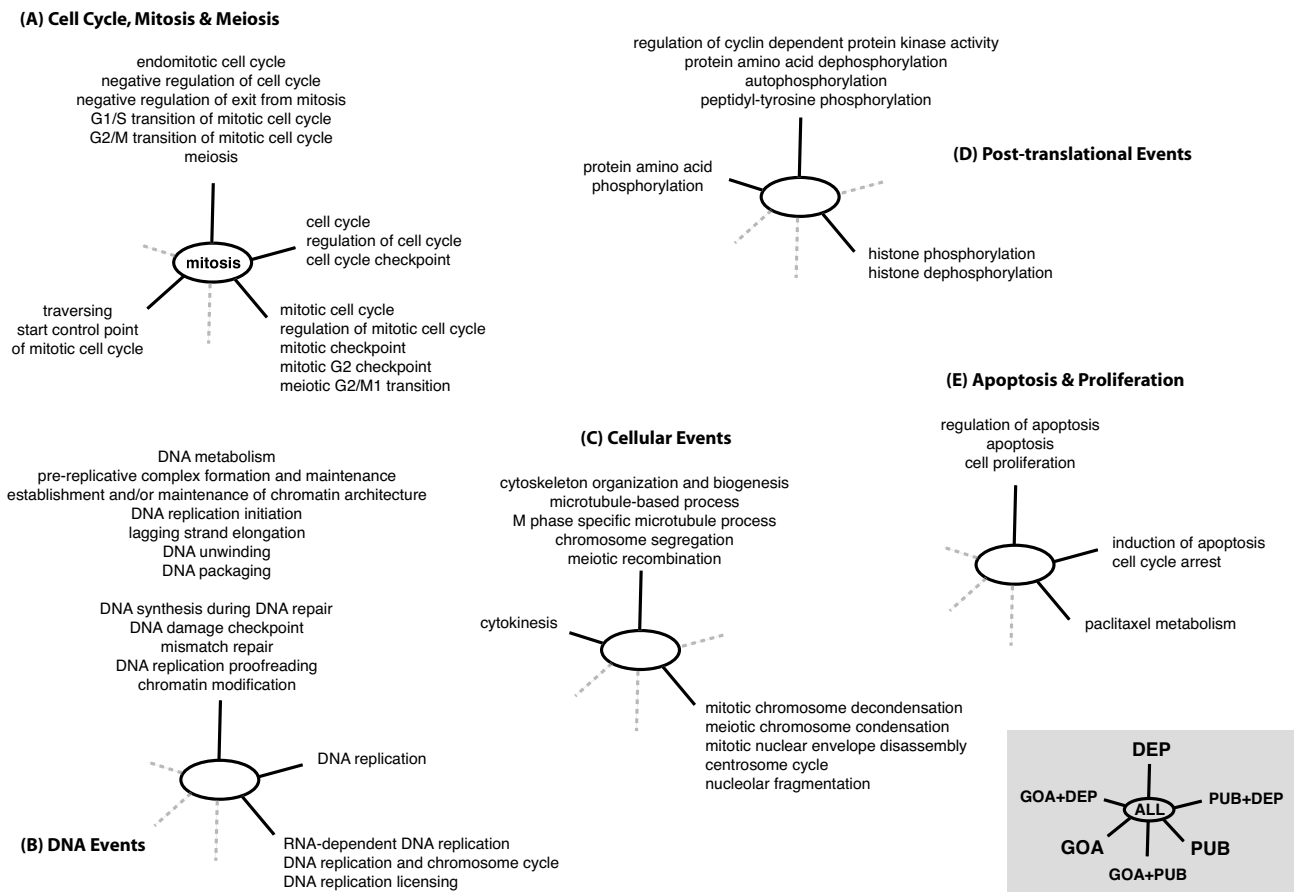 (A) Cell Cycle, Mitosis & Meiosis
endomitotic cell cycle
negative regulation of cell cycle
negative regulation of exit from mitosis
G1/S transition of mitotic cell cycle
G2/M transition of mitotic cell cycle
meiosis
mitosis
cell cycle
regulation of cell cycle
cell cycle checkpoint
traversing
start control point
of mitotic cell cycle
mitotic cell cycle
regulation of mitotic cell cycle
mitotic checkpoint
mitotic G2 checkpoint
meiotic G2/M1 transition
regulation of cyclin dependent protein kinase activity
protein amino acid dephosphorylation
autophosphorylation
peptidyl-tyrosine phosphorylation
(D) Post-translational Events
protein amino acid
phosphorylation
histone phosphorylation
histone dephosphorylation
(E) Apoptosis & Proliferation
regulation of apoptosis
apoptosis
cell proliferation
induction of apoptosis
cell cycle arrest
paclitaxel metabolism
(C) Cellular Events
cytoskeleton organization and biogenesis
microtubule-based process
M phase specific microtubule process
chromosome segregation
meiotic recombination
cytokinesis
mitotic chromosome decondensation
meiotic chromosome condensation
mitotic nuclear envelope disassembly
centrosome cycle
nucleolar fragmentation
DNA metabolism
pre-replicative complex formation and maintenance
establishment and/or maintenance of chromatin architecture
DNA replication initiation
lagging strand elongation
DNA unwinding
DNA packaging
DNA synthesis during DNA repair
DNA damage checkpoint
mismatch repair
DNA replication proofreading
chromatin modification
DNA replication
(B) DNA Events
RNA-dependent DNA replication
DNA replication and chromosome cycle
DNA replication licensing
DEP
GOA+DEP
ALL
PUB+DEP
GOA
PUB
GOA+PUB